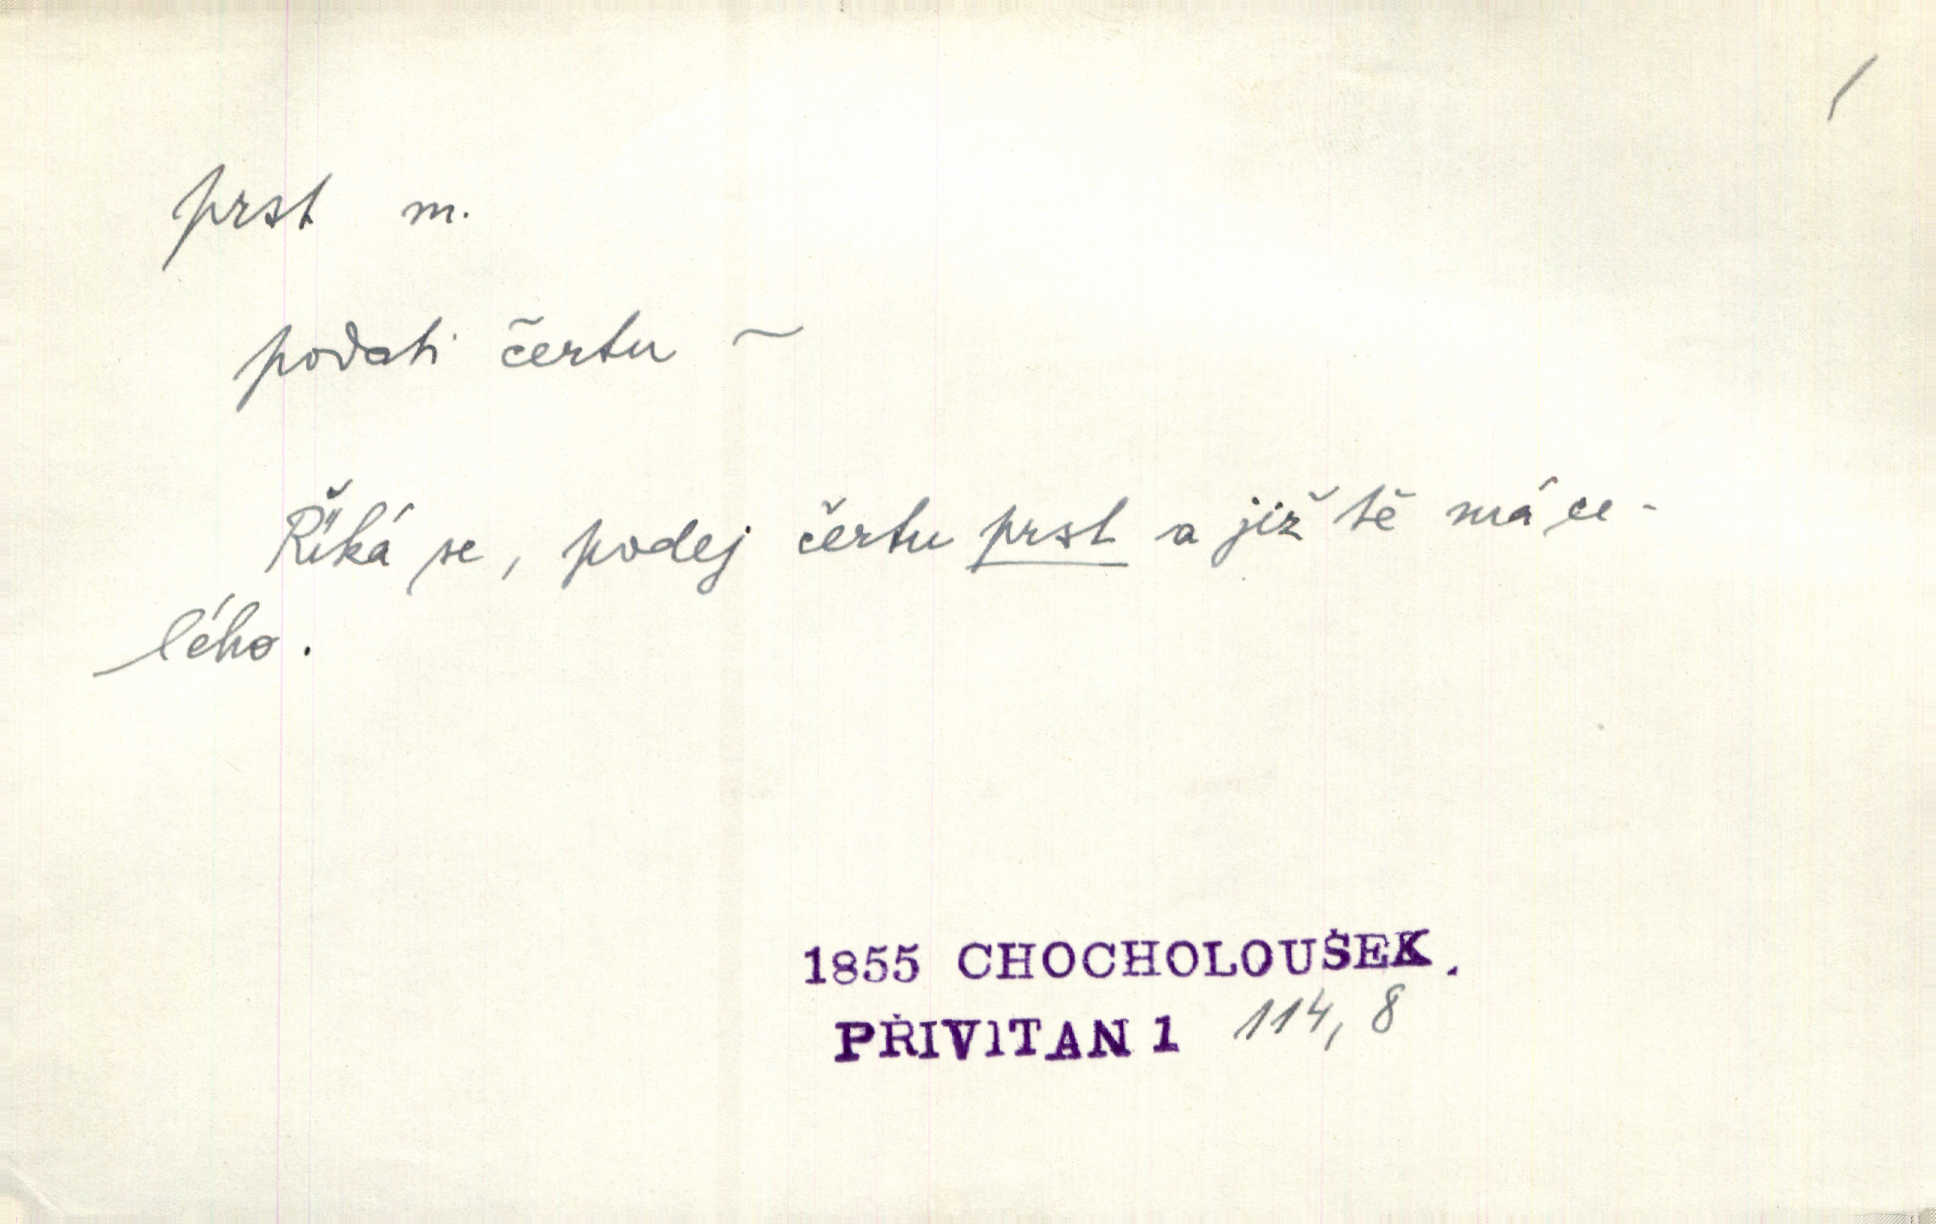 prst m.
podati čertu ~
Říká se, podej čertu prst a již tě má ce-
lého.
1855 CHOCHOLOUŠEK.
PŘIVITAN 1 114, 8